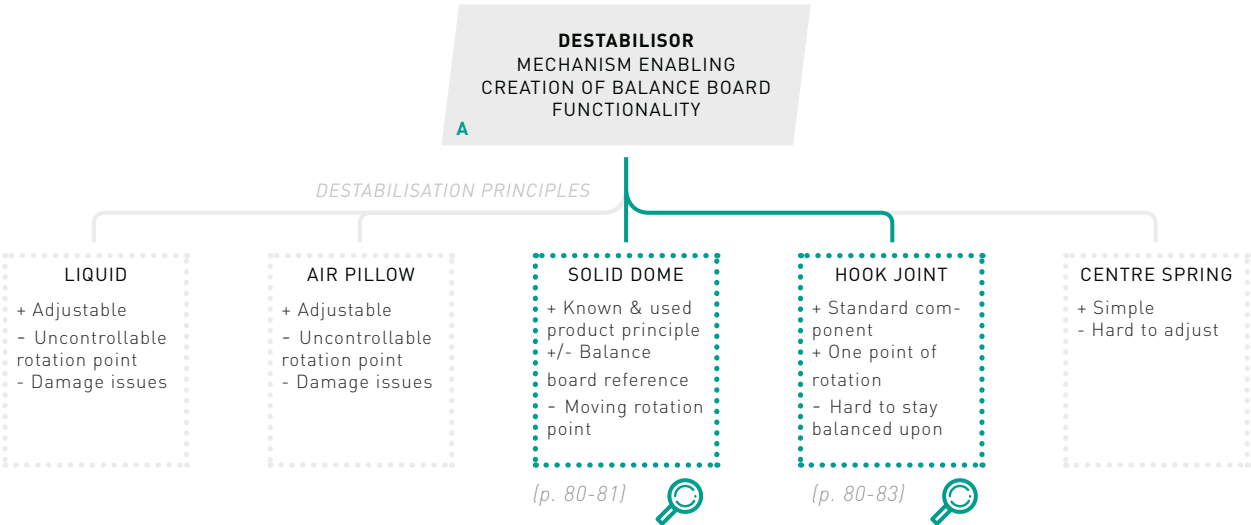 DESTABILISOR
MECHANISM ENABLING
CREATION OF BALANCE BOARD
FUNCTIONALITY
A
DESTABILISATION PRINCIPLES
LIQUID
+ Adjustable
- Uncontrollable
rotation point
- Damage issues
AIR PILLOW
+ Adjustable
- Uncontrollable
rotation point
- Damage issues
SOLID DOME
+ Known & used
product principle
+/- Balance
board reference
- Moving rotation
point
(p. 80-81)
HOOK JOINT
+ Standard com-
ponent
+ One point of
rotation
- Hard to stay
balanced upon
(p. 80-83)
CENTRE SPRING
+ Simple
- Hard to adjust